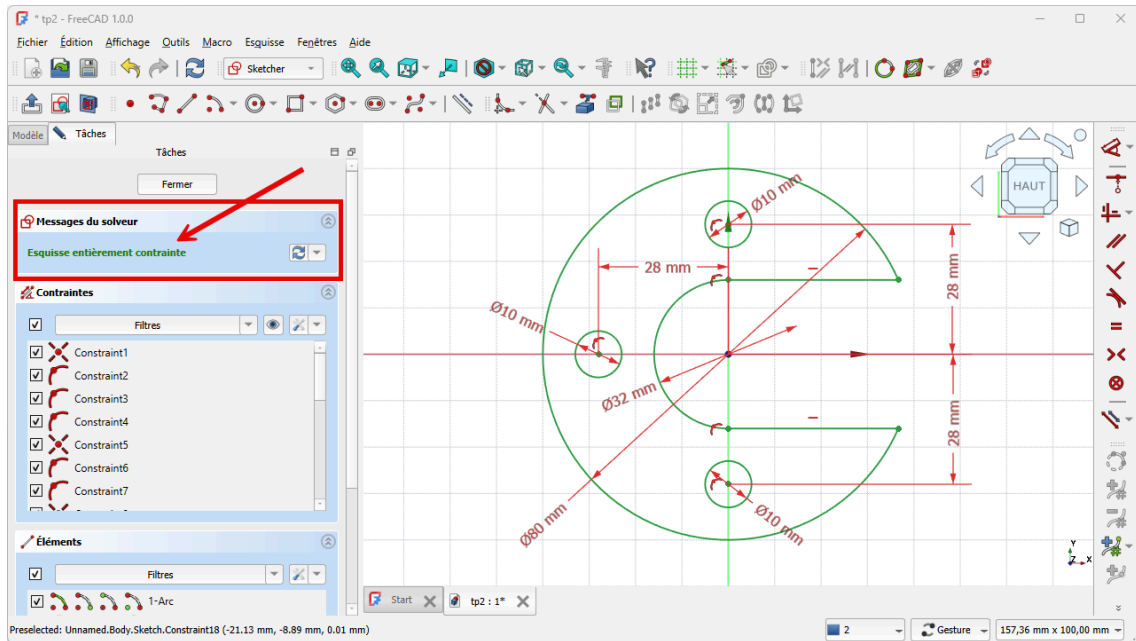 * tp2 - FreeCAD 1.0.0
Fichier Édition Affichage Outils Macro Esquisse Fenêtres Aide
Sketcher
Modèle Tâches
Tâches
Fermer
Messages du solveur
Esquisse entièrement contrainte
Contraintes
Filtres
Constraint1
Constraint2
Constraint3
Constraint4
Constraint5
Constraint6
Constraint7
Éléments
Filtres
1-Arc
HAUT
Ø10 mm
28 mm
28 mm
Ø10 mm
Ø32 mm
28 mm
Ø80 mm
Ø10 mm
Y
Z X
Start tp2 : 1*
Preselected: Unnamed.Body.Sketch.Constraint18 (-21.13 mm, -8.89 mm, 0.01 mm)
2 Gesture 157,36 mm x 100,00 mm